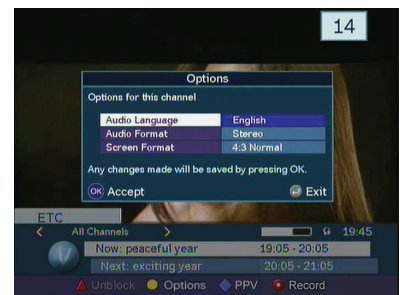 14
Options
Options for this channel
Audio Language English
Audio Format Stereo
Screen Format 4:3 Normal
Any changes made will be saved by pressing OK.
OK Accept Exit
ETC
All Channels 19:45
Now: peaceful year 19:05 - 20:05
Next: exciting year 20:05 - 21:05
Unblock Options PPV Record